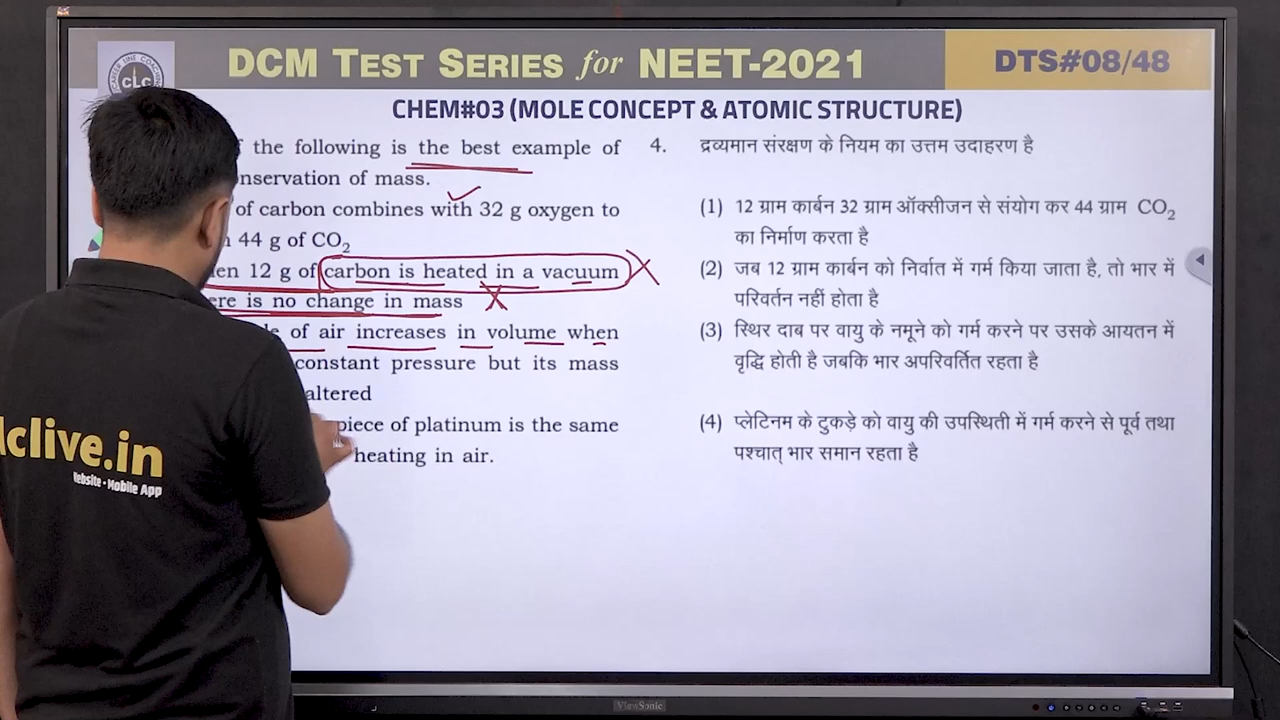 DCM TEST SERIES for NEET-2021
DTS#08/48
CLC
CHEM#03 (MOLE CONCEPT & ATOMIC STRUCTURE)
the following is the best example of
nservation of mass.
of carbon combines with 32 g oxygen to
44 g of CO₂
en 12 g of carbon is heated in a vacuum
ere is no change in mass
of air increases in volume when
constant pressure but its mass
altered
piece of platinum is the same
heating in air.
4. द्रव्यमान संरक्षण के नियम का उत्तम उदाहरण है
(1) 12 ग्राम कार्बन 32 ग्राम ऑक्सीजन से संयोग कर 44 ग्राम CO₂
का निर्माण करता है
(2) जब 12 ग्राम कार्बन को निर्वात में गर्म किया जाता है, तो भार में
परिवर्तन नहीं होता है
(3) स्थिर दाब पर वायु के नमूने को गर्म करने पर उसके आयतन में
वृद्धि होती है जबकि भार अपरिवर्तित रहता है
(4) प्लेटिनम के टुकड़े को वायु की उपस्थिती में गर्म करने से पूर्व तथा
पश्चात् भार समान रहता है
lclive.in
Website • Mobile App
ViewSonic